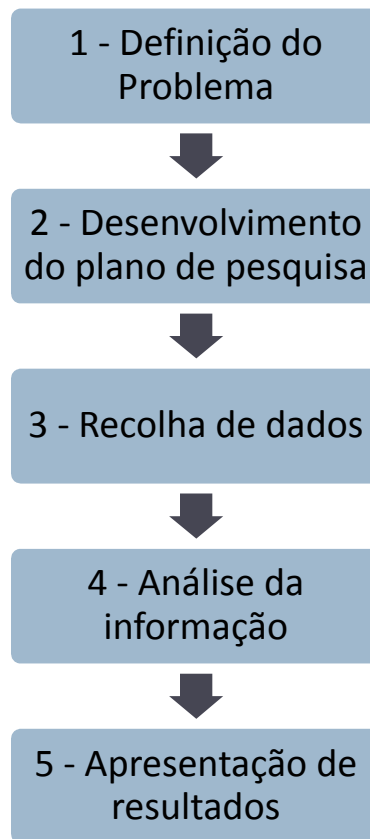 1 - Definição do
Problema
2 - Desenvolvimento
do plano de pesquisa
3 - Recolha de dados
4 - Análise da
informação
5 - Apresentação de
resultados